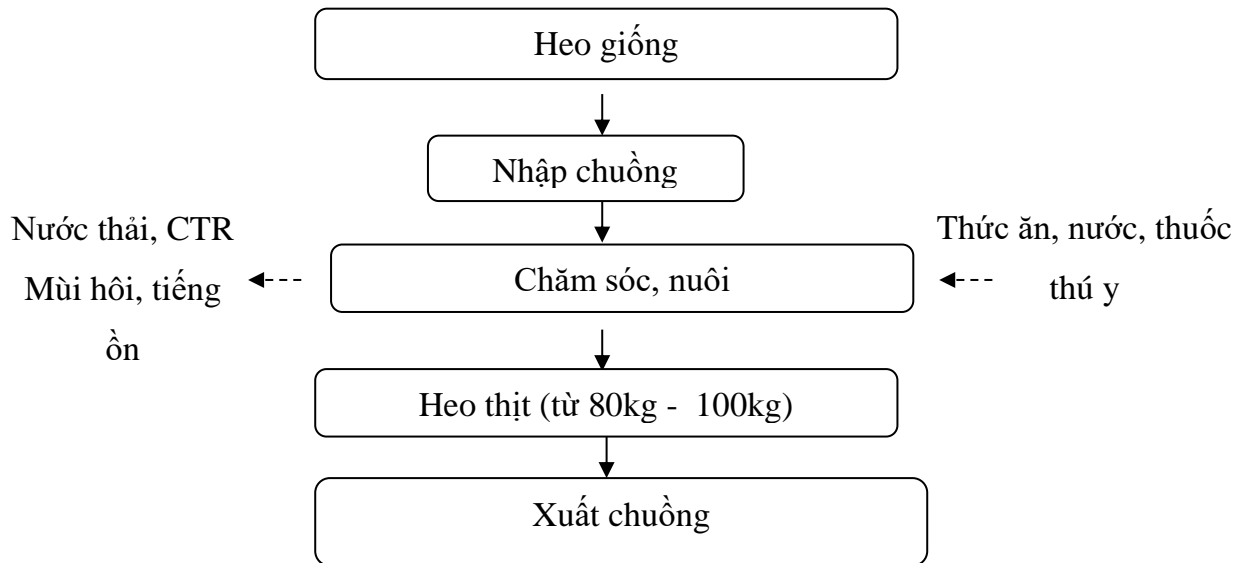 Heo giống
Nhập chuồng
Nước thải, CTR
Mùi hôi, tiếng
ồn
Chăm sóc, nuôi
Thức ăn, nước, thuốc
thú y
Heo thịt (từ 80kg - 100kg)
Xuất chuồng